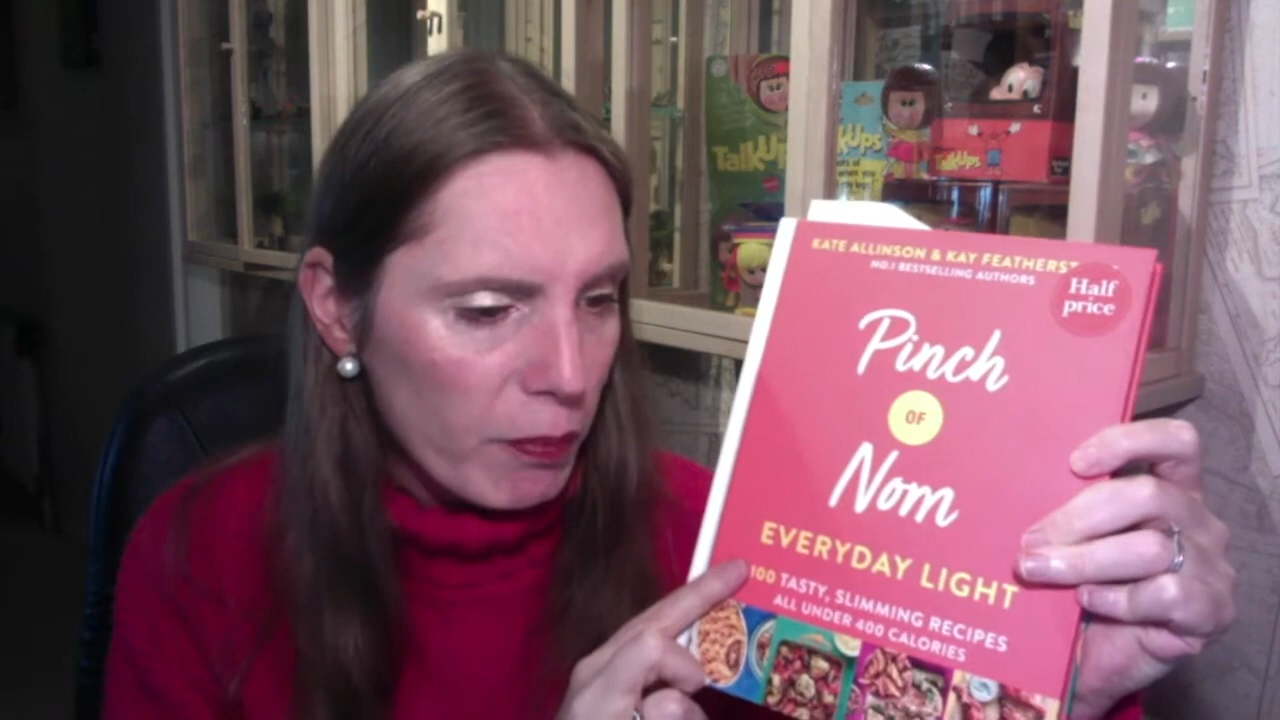 TalkUps
TalkUps
KATE ALLINSON & KAY FEATHERST
NO.1 BESTSELLING AUTHORS
Half
price
Pinch
OF
Nom
EVERYDAY LIGHT
100 TASTY, SLIMMING RECIPES
ALL UNDER 400 CALORIES